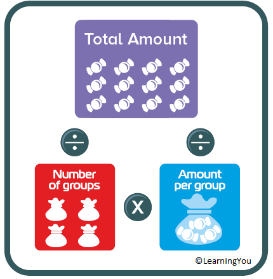 Total Amount
÷
÷
Number
of groups
X
Amount
per group
©LearningYou